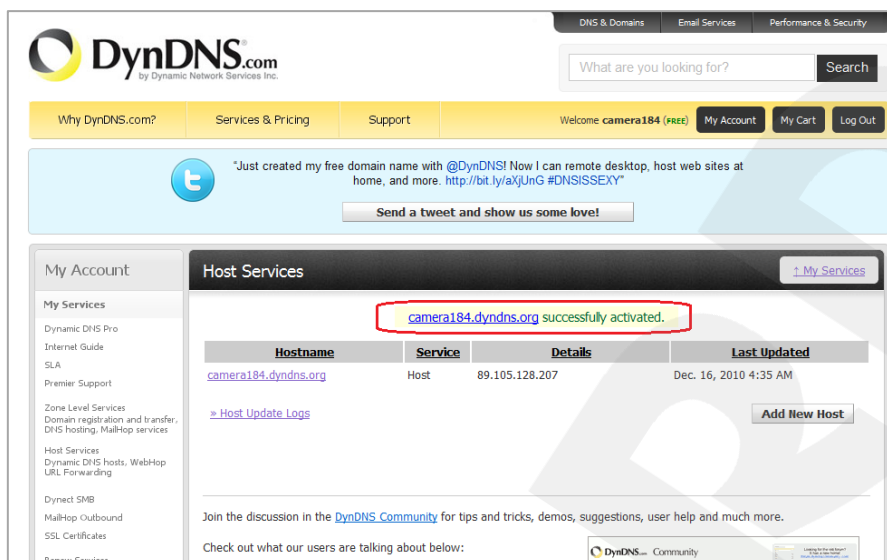 DNS & Domains Email Services Performance & Security
DynDNS.com
by Dynamic Network Services Inc.
What are you looking for? Search
Why DynDNS.com? Services & Pricing Support Welcome camera184 (FREE) My Account My Cart Log Out
"Just created my free domain name with @DynDNS! Now I can remote desktop, host web sites at
home, and more. http://bit.ly/aXjUnG #DNSISSEXY"
Send a tweet and show us some love!
My Account
Host Services
↑ My Services
My Services
Dynamic DNS Pro
Internet Guide
SLA
Premier Support
Zone Level Services
Domain registration and transfer,
DNS hosting, MailHop services
Host Services
Dynamic DNS hosts, WebHop
URL Forwarding
Dynect SMB
MailHop Outbound
SSL Certificates
camera184.dyndns.org successfully activated.
Hostname Service Details Last Updated
camera184.dyndns.org Host 89.105.128.207 Dec. 16, 2010 4:35 AM
» Host Update Logs Add New Host
Join the discussion in the DynDNS Community for tips and tricks, demos, suggestions, user help and much more.
Check out what our users are talking about below:
DynDNS.com Community